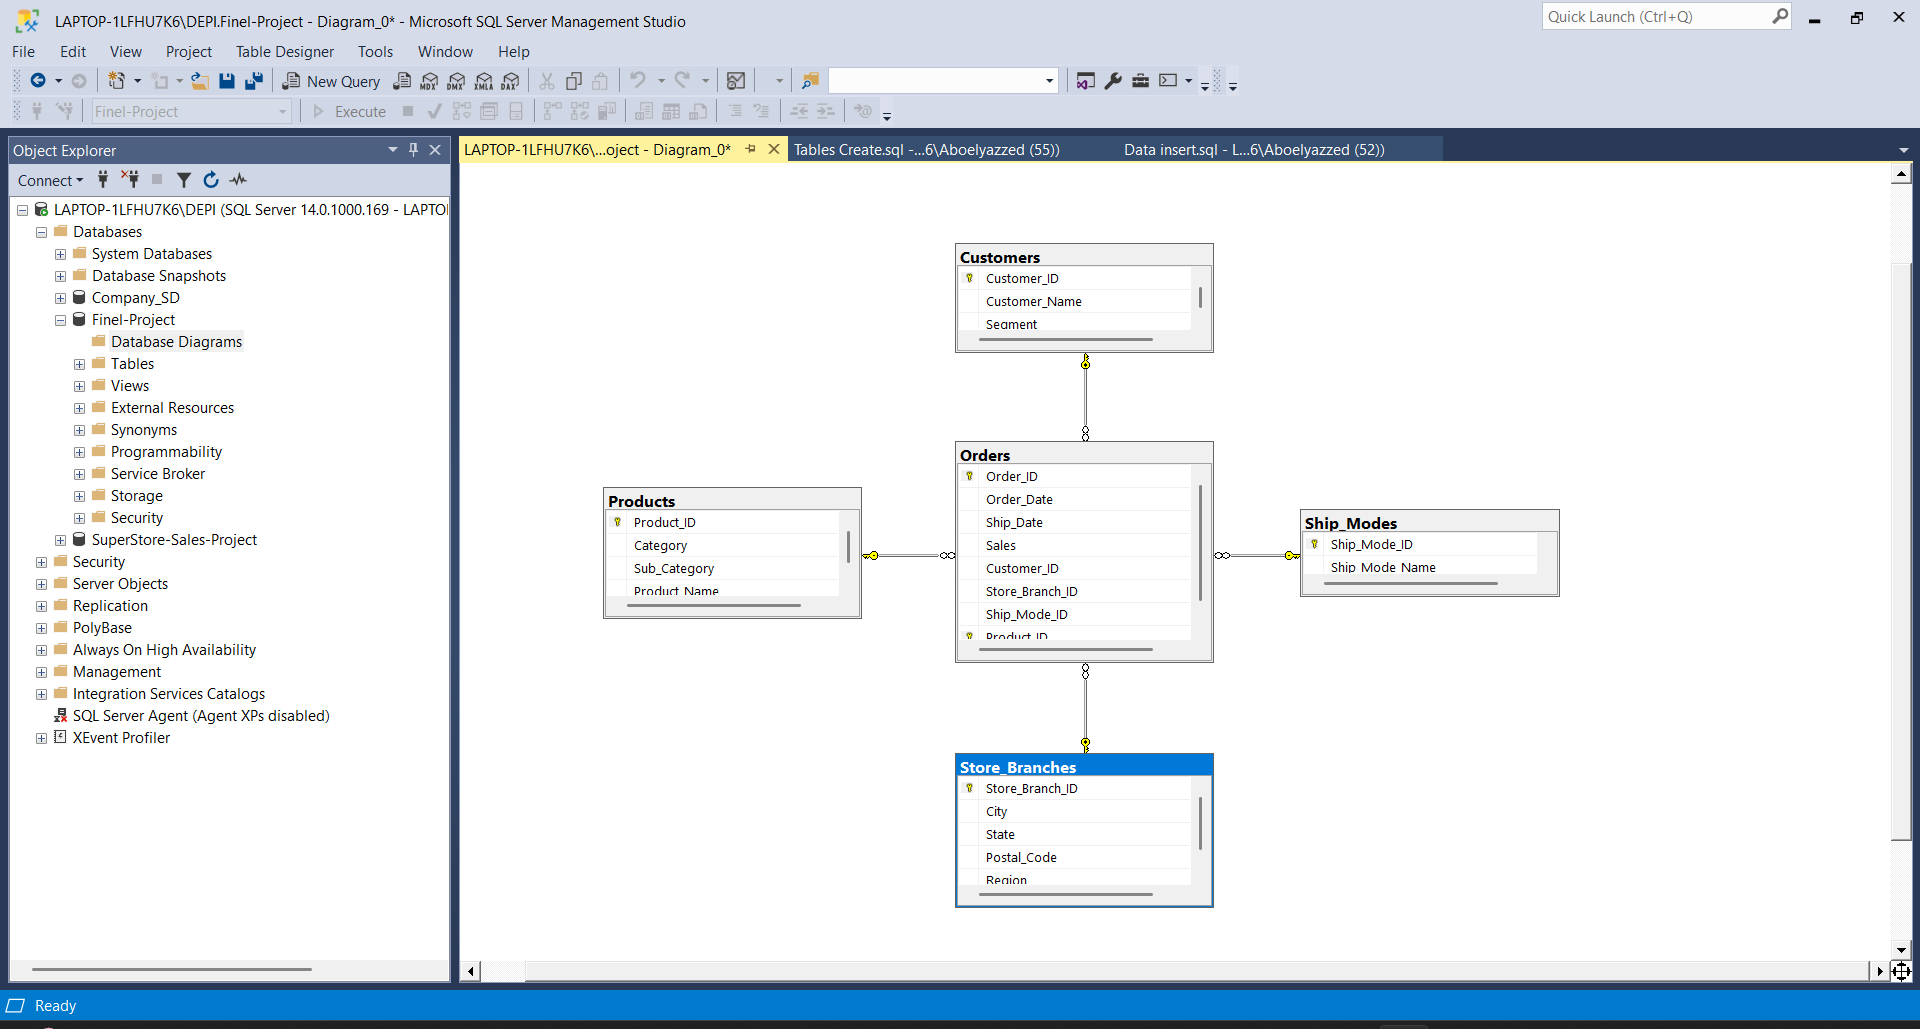 LAPTOP-1LFHU7K6\DEPI.Finel-Project - Diagram_0* - Microsoft SQL Server Management Studio
Quick Launch (Ctrl+Q)
File Edit View Project Table Designer Tools Window Help
New Query MDX DMX XMLA DAX
Finel-Project Execute
Object Explorer
LAPTOP-1LFHU7K6\...oject - Diagram_0* Tables Create.sql -...6\Aboelyazzed (55)) Data insert.sql - L...6\Aboelyazzed (52))
Connect
LAPTOP-1LFHU7K6\DEPI (SQL Server 14.0.1000.169 - LAPTO
Databases
System Databases
Database Snapshots
Company_SD
Finel-Project
Database Diagrams
Tables
Views
External Resources
Synonyms
Programmability
Service Broker
Storage
Security
SuperStore-Sales-Project
Security
Server Objects
Replication
PolyBase
Always On High Availability
Management
Integration Services Catalogs
SQL Server Agent (Agent XPs disabled)
XEvent Profiler
Customers
Customer_ID
Customer_Name
Segment
Orders
Order_ID
Order_Date
Ship_Date
Sales
Customer_ID
Store_Branch_ID
Ship_Mode_ID
Product_ID
Products
Product_ID
Category
Sub_Category
Product_Name
Ship_Modes
Ship_Mode_ID
Ship_Mode_Name
Store_Branches
Store_Branch_ID
City
State
Postal_Code
Region
Ready